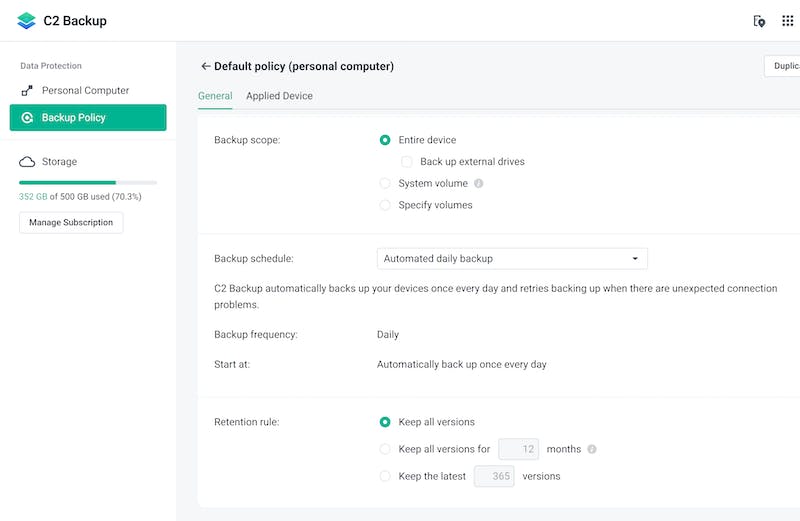 C2 Backup
Data Protection
Personal Computer
Backup Policy
Storage
352 GB of 500 GB used (70.3%)
Manage Subscription
Default policy (personal computer)
General
Applied Device
Backup scope:
Entire device
Back up external drives
System volume
Specify volumes
Backup schedule:
Automated daily backup
C2 Backup automatically backs up your devices once every day and retries backing up when there are unexpected connection
problems.
Backup frequency:
Daily
Start at:
Automatically back up once every day
Retention rule:
Keep all versions
Keep all versions for 12 months
Keep the latest 365 versions